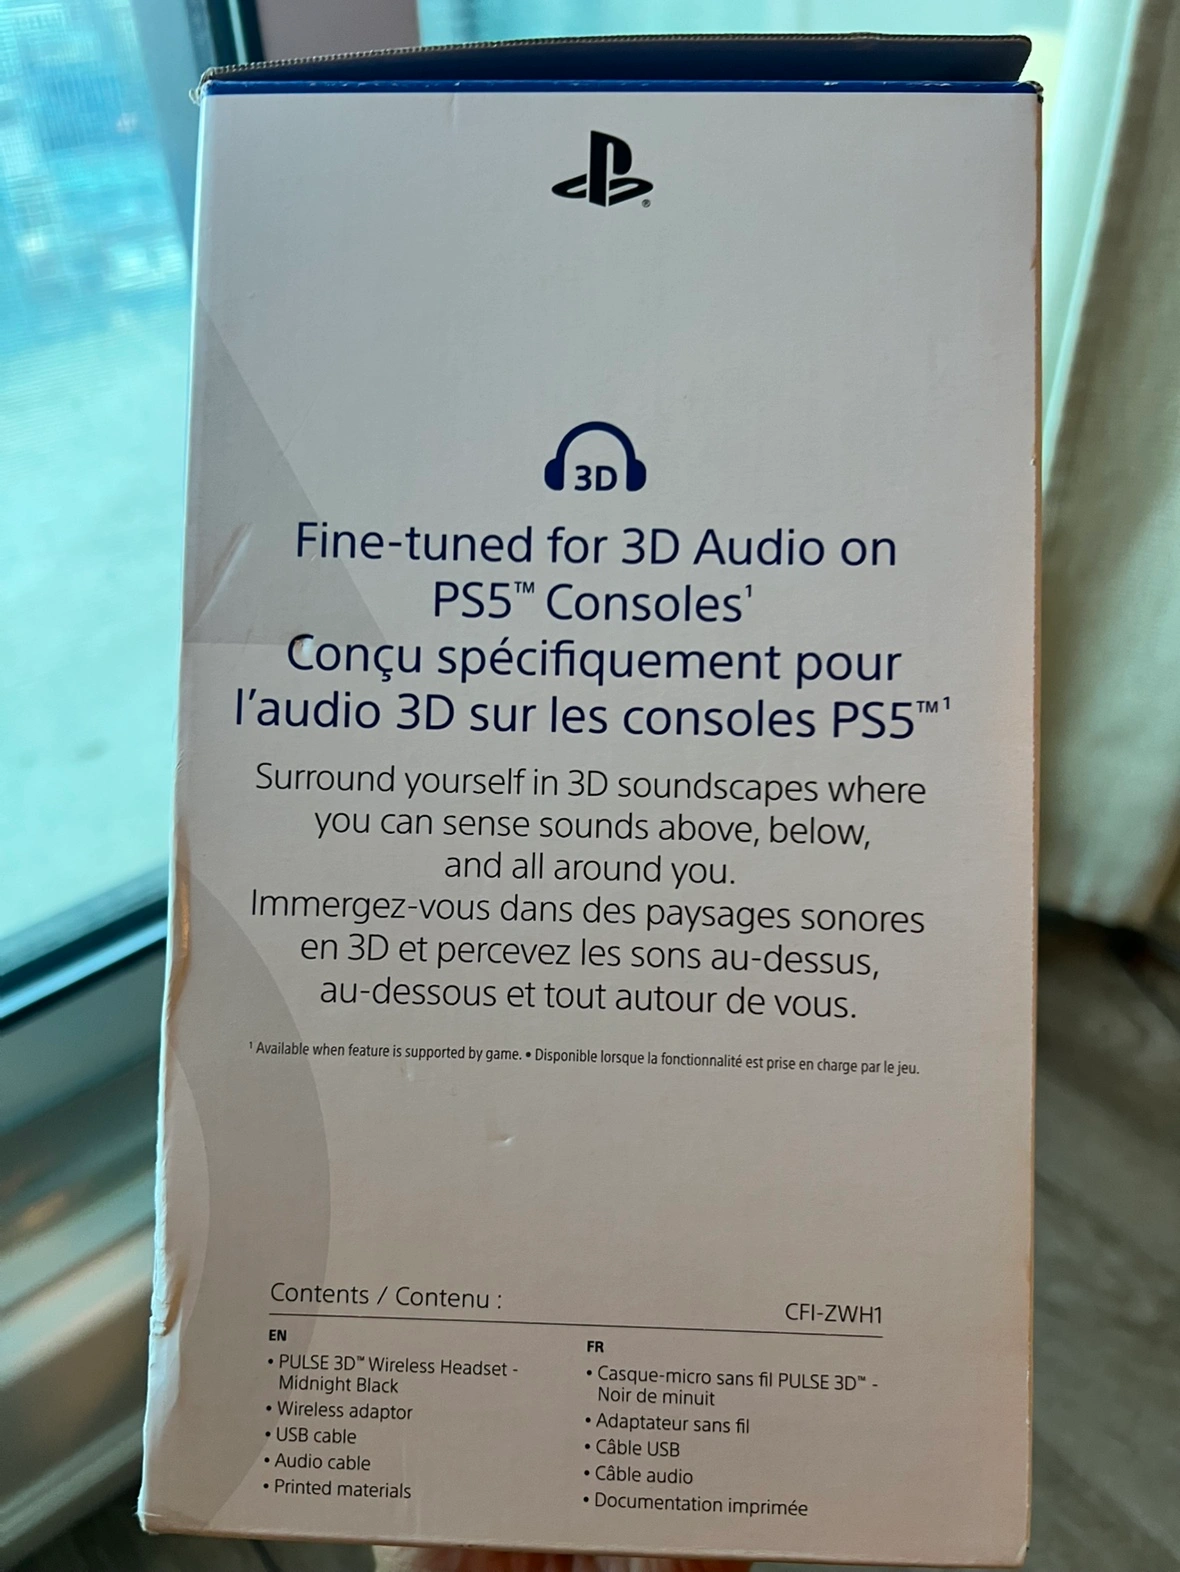 3D
Fine-tuned for 3D Audio on
PS5™ Consoles¹
Conçu spécifiquement pour
l'audio 3D sur les consoles PS5™¹
Surround yourself in 3D soundscapes where
you can sense sounds above, below,
and all around you.
Immergez-vous dans des paysages sonores
en 3D et percevez les sons au-dessus,
au-dessous et tout autour de vous.
¹ Available when feature is supported by game. • Disponible lorsque la fonctionnalité est prise en charge par le jeu.
Contents / Contenu :
CFI-ZWH1
EN
• PULSE 3D™ Wireless Headset -
Midnight Black
• Wireless adaptor
• USB cable
• Audio cable
• Printed materials
FR
• Casque-micro sans fil PULSE 3D™ -
Noir de minuit
• Adaptateur sans fil
• Câble USB
• Câble audio
• Documentation imprimée